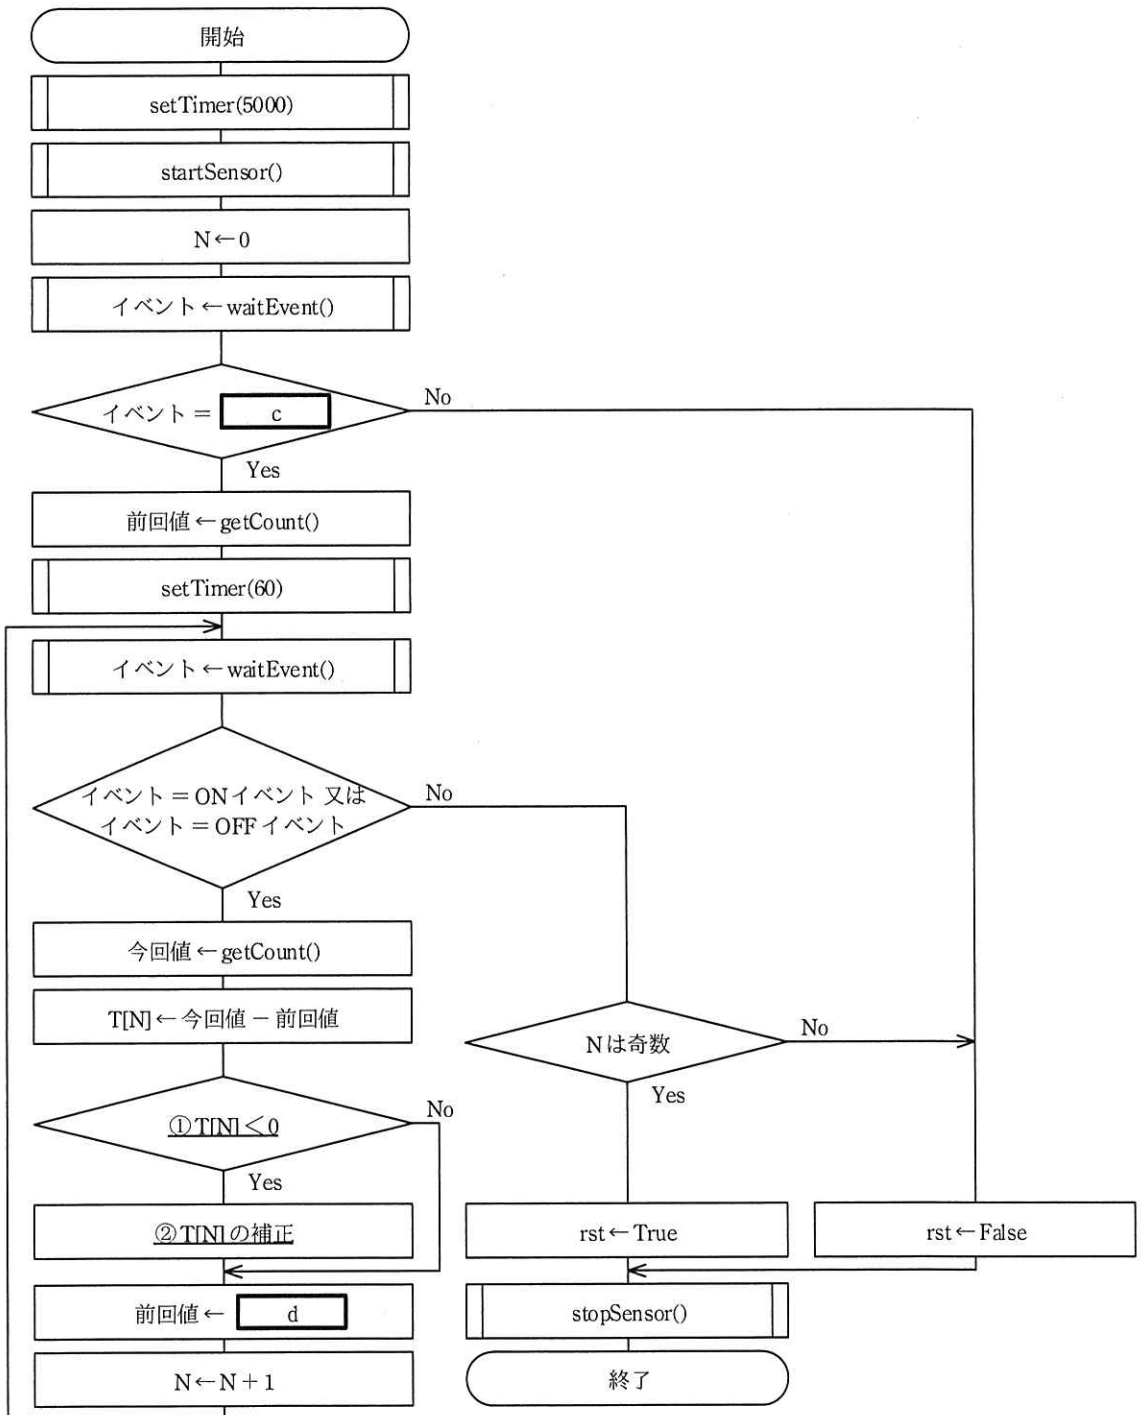 開始
setTimer(5000)
startSensor()
N←0
イベント←waitEvent()
イベント＝ c
No
Yes
前回値←getCount()
setTimer(60)
イベント←waitEvent()
イベント＝ONイベント 又は
イベント＝OFFイベント
No
Yes
今回値←getCount()
T[N]←今回値－前回値
①T[N]＜0
No
Yes
②T[N]の補正
前回値← d
N←N＋1
Nは奇数
No
Yes
rst←True
rst←False
stopSensor()
終了